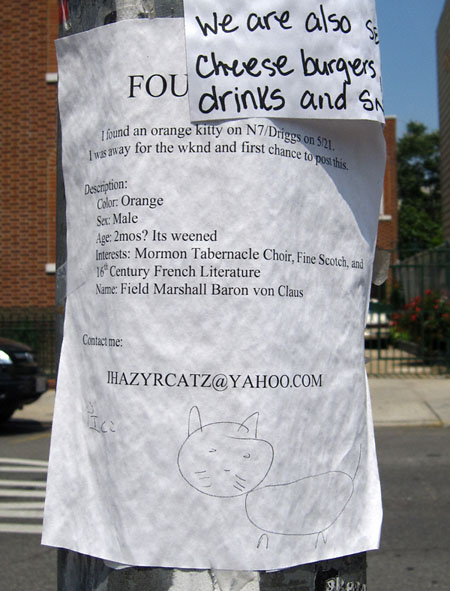 We are also
Cheese burgers
drinks and
FOU
I found an orange kitty on N7/Driggs on 5/21.
I was away for the wknd and first chance to post this.
Description:
Color: Orange
Sex: Male
Age: 2mos? Its weened
Interests: Mormon Tabernacle Choir, Fine Scotch, and
16th Century French Literature
Name: Field Marshall Baron von Claus
Contact me:
IHAZYRCATZ@YAHOO.COM